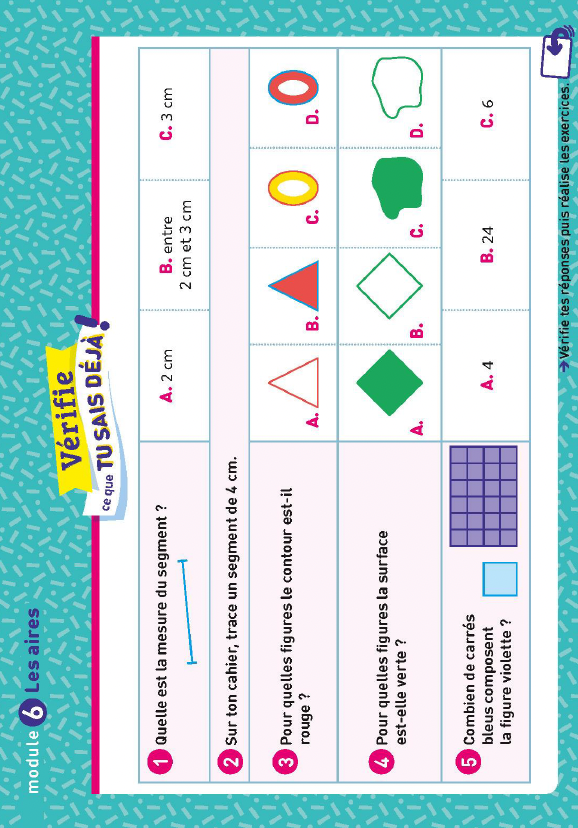 module 6 Les aires
Vérifie
ce que TU SAIS DÉJÀ !
1 Quelle est la mesure du segment ?
A. 2 cm
B. entre
2 cm et 3 cm
C. 3 cm
2 Sur ton cahier, trace un segment de 4 cm.
3 Pour quelles figures le contour est-il
rouge ?
A.
B.
C.
D.
4 Pour quelles figures la surface
est-elle verte ?
A.
B.
C.
D.
5 Combien de carrés
bleus composent
la figure violette ?
A. 4
B. 24
C. 6
→ Vérifie tes réponses puis réalise les exercices.